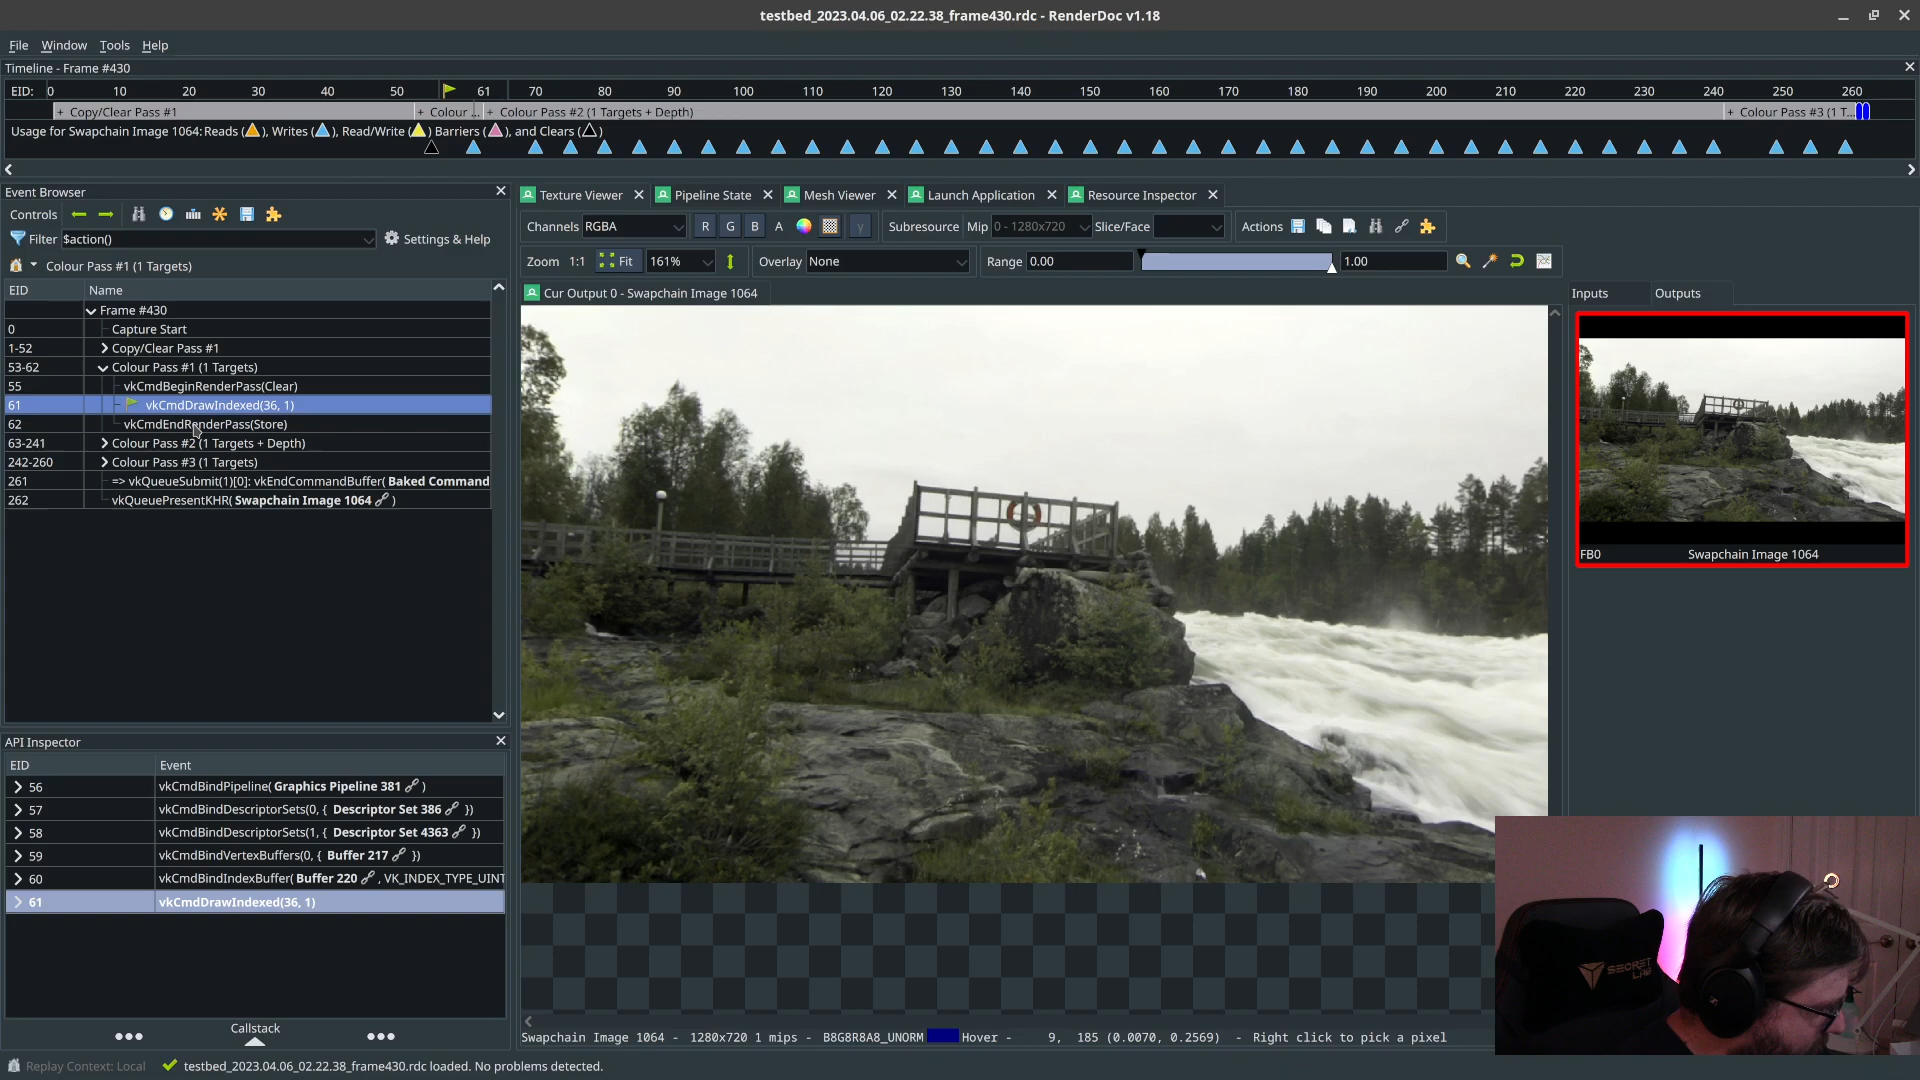 testbed_2023.04.06_02.22.38_frame430.rdc - RenderDoc v1.18
File Window Tools Help
Timeline - Frame #430
EID: 0 10 20 30 40 50 61 70 80 90 100 110 120 130 140 150 160 170 180 190 200 210 220 230 240 250 260
+ Copy/Clear Pass #1 + Colour ... + Colour Pass #2 (1 Targets + Depth) + Colour Pass #3 (1 T...
Usage for Swapchain Image 1064: Reads ( ), Writes ( ), Read/Write ( ) Barriers ( ), and Clears ( )
Event Browser
Controls
Filter $action() Settings & Help
Colour Pass #1 (1 Targets)
EID Name
Frame #430
0 Capture Start
1-52 Copy/Clear Pass #1
53-62 Colour Pass #1 (1 Targets)
55 vkCmdBeginRenderPass(Clear)
61 vkCmdDrawIndexed(36, 1)
62 vkCmdEndRenderPass(Store)
63-241 Colour Pass #2 (1 Targets + Depth)
242-260 Colour Pass #3 (1 Targets)
261 => vkQueueSubmit(1)[0]: vkEndCommandBuffer( Baked Command
262 vkQueuePresentKHR( Swapchain Image 1064 )
API Inspector
EID Event
56 vkCmdBindPipeline( Graphics Pipeline 381 )
57 vkCmdBindDescriptorSets(0, { Descriptor Set 386 })
58 vkCmdBindDescriptorSets(1, { Descriptor Set 4363 })
59 vkCmdBindVertexBuffers(0, { Buffer 217 })
60 vkCmdBindIndexBuffer( Buffer 220 , VK_INDEX_TYPE_UINT
61 vkCmdDrawIndexed(36, 1)
Callstack
Texture Viewer Pipeline State Mesh Viewer Launch Application Resource Inspector
Channels RGBA R G B A γ Subresource Mip 0 - 1280x720 Slice/Face Actions
Zoom 1:1 Fit 161% Overlay None Range 0.00 1.00
Cur Output 0 - Swapchain Image 1064
Inputs Outputs
FB0 Swapchain Image 1064
SECRET LAB
Swapchain Image 1064 - 1280x720 1 mips - B8G8R8A8_UNORM Hover - 9, 185 (0.0070, 0.2569) - Right click to pick a pixel
Replay Context: Local testbed_2023.04.06_02.22.38_frame430.rdc loaded. No problems detected.